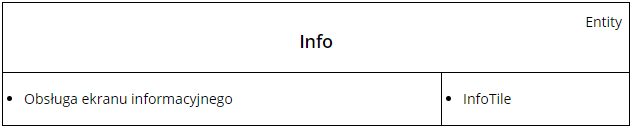 Entity
Info
• Obsługa ekranu informacyjnego
• InfoTile